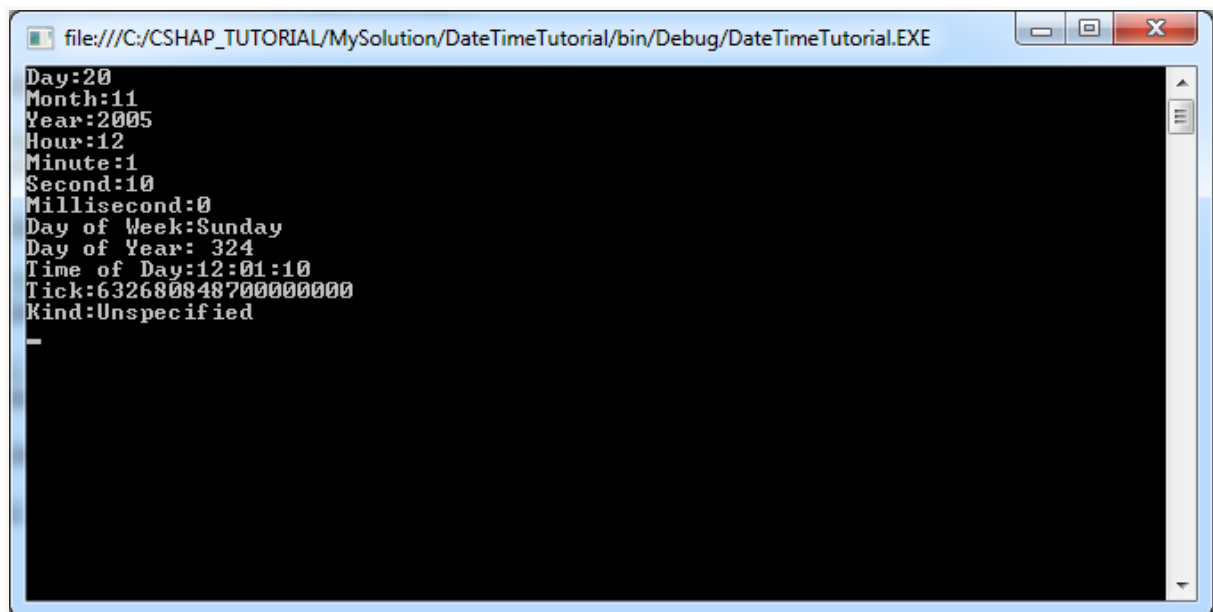 file:///C:/CSHAP_TUTORIAL/MySolution/DateTimeTutorial/bin/Debug/DateTimeTutorial.EXE
Day:20
Month:11
Year:2005
Hour:12
Minute:1
Second:10
Millisecond:0
Day of Week:Sunday
Day of Year: 324
Time of Day:12:01:10
Tick:632680848700000000
Kind:Unspecified